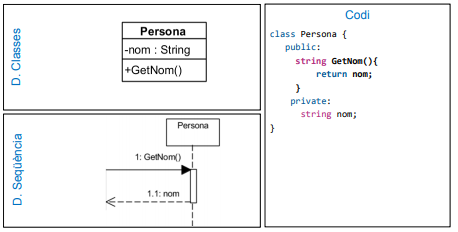 D. Classes
Persona
-nom : String
+GetNom()
D. Seqüència
Persona
1: GetNom()
1.1: nom
Codi
class Persona {
public:
string GetNom(){
return nom;
}
private:
string nom;
}